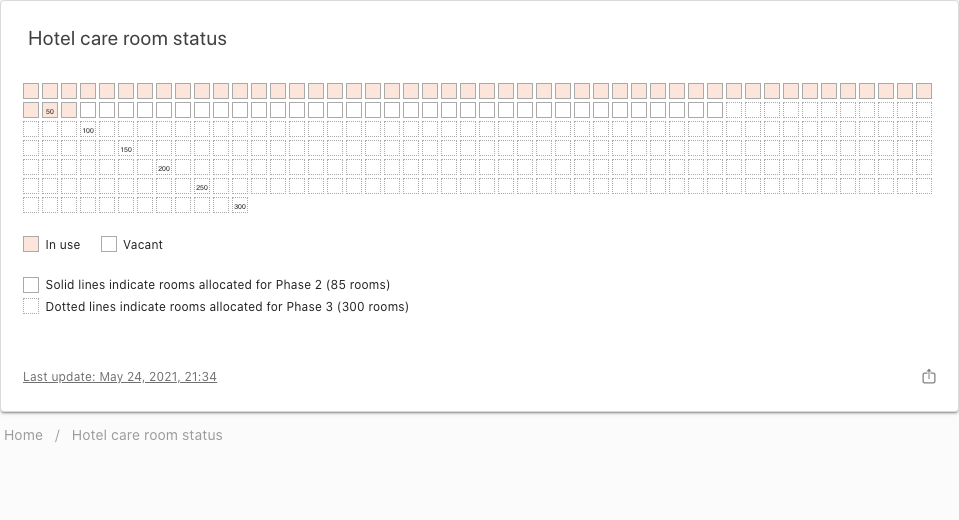 Hotel care room status
50
100
150
200
250
300
In use
Vacant
Solid lines indicate rooms allocated for Phase 2 (85 rooms)
Dotted lines indicate rooms allocated for Phase 3 (300 rooms)
Last update: May 24, 2021, 21:34
Home / Hotel care room status